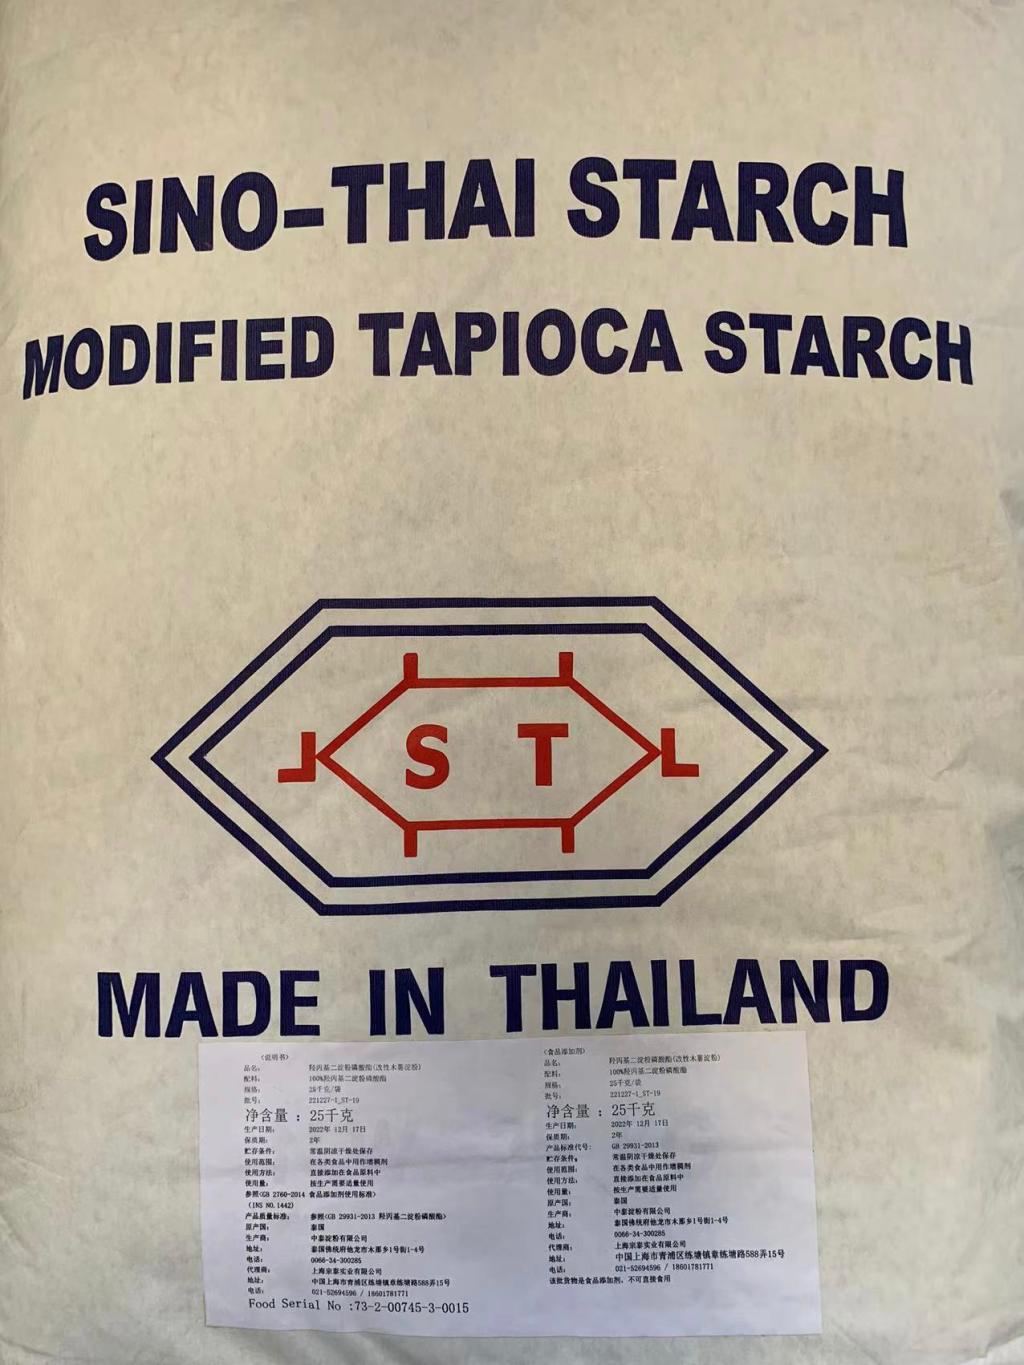 SINO-THAI STARCH
MODIFIED TAPIOCA STARCH
S T
MADE IN THAILAND
《说明书》
品名: 羟丙基二淀粉磷酸酯(改性木薯淀粉)
配料: 100%羟丙基二淀粉磷酸酯
规格: 25千克/袋
批号: 221227-1_ST-19
净含量 : 25千克
生产日期: 2022年 12月 17日
保质期: 2年
贮存条件: 常温阴凉干燥处保存
使用范围: 在各类食品中用作增稠剂
使用方法: 直接添加在食品原料中
使用量: 按生产需要适量使用
参照<GB 2760-2014 食品添加剂使用标准>
(INS NO.1442)
产品质量标准: 参照<GB 29931-2013 羟丙基二淀粉磷酸酯>
原产国: 泰国
生产商: 中泰淀粉有限公司
地址: 泰国佛统府他龙市木那乡1号街1-4号
电话: 0066-34-300285
代理商: 上海宗泰实业有限公司
地址: 中国上海市青浦区练塘镇章练塘路588弄15号
电话: 021-52694596 / 18601781771
Food Serial No :73-2-00745-3-0015
《食品添加剂》
品名: 羟丙基二淀粉磷酸酯(改性木薯淀粉)
配料: 100%羟丙基二淀粉磷酸酯
规格: 25千克/袋
批号: 221227-1_ST-19
净含量 : 25千克
生产日期: 2022年 12月 17日
保质期: 2年
产品标准代号: GB 29931-2013
贮存条件: 常温阴凉干燥处保存
使用范围: 在各类食品中用作增稠剂
使用方法: 直接添加在食品原料中
使用量: 按生产需要适量使用
原产国: 泰国
生产商: 中泰淀粉有限公司
地址: 泰国佛统府他龙市木那乡1号街1-4号
电话: 0066-34-300285
代理商: 上海宗泰实业有限公司
地址: 中国上海市青浦区练塘镇章练塘路588弄15号
电话: 021-52694596 / 18601781771
该批货物是食品添加剂，不可直接食用